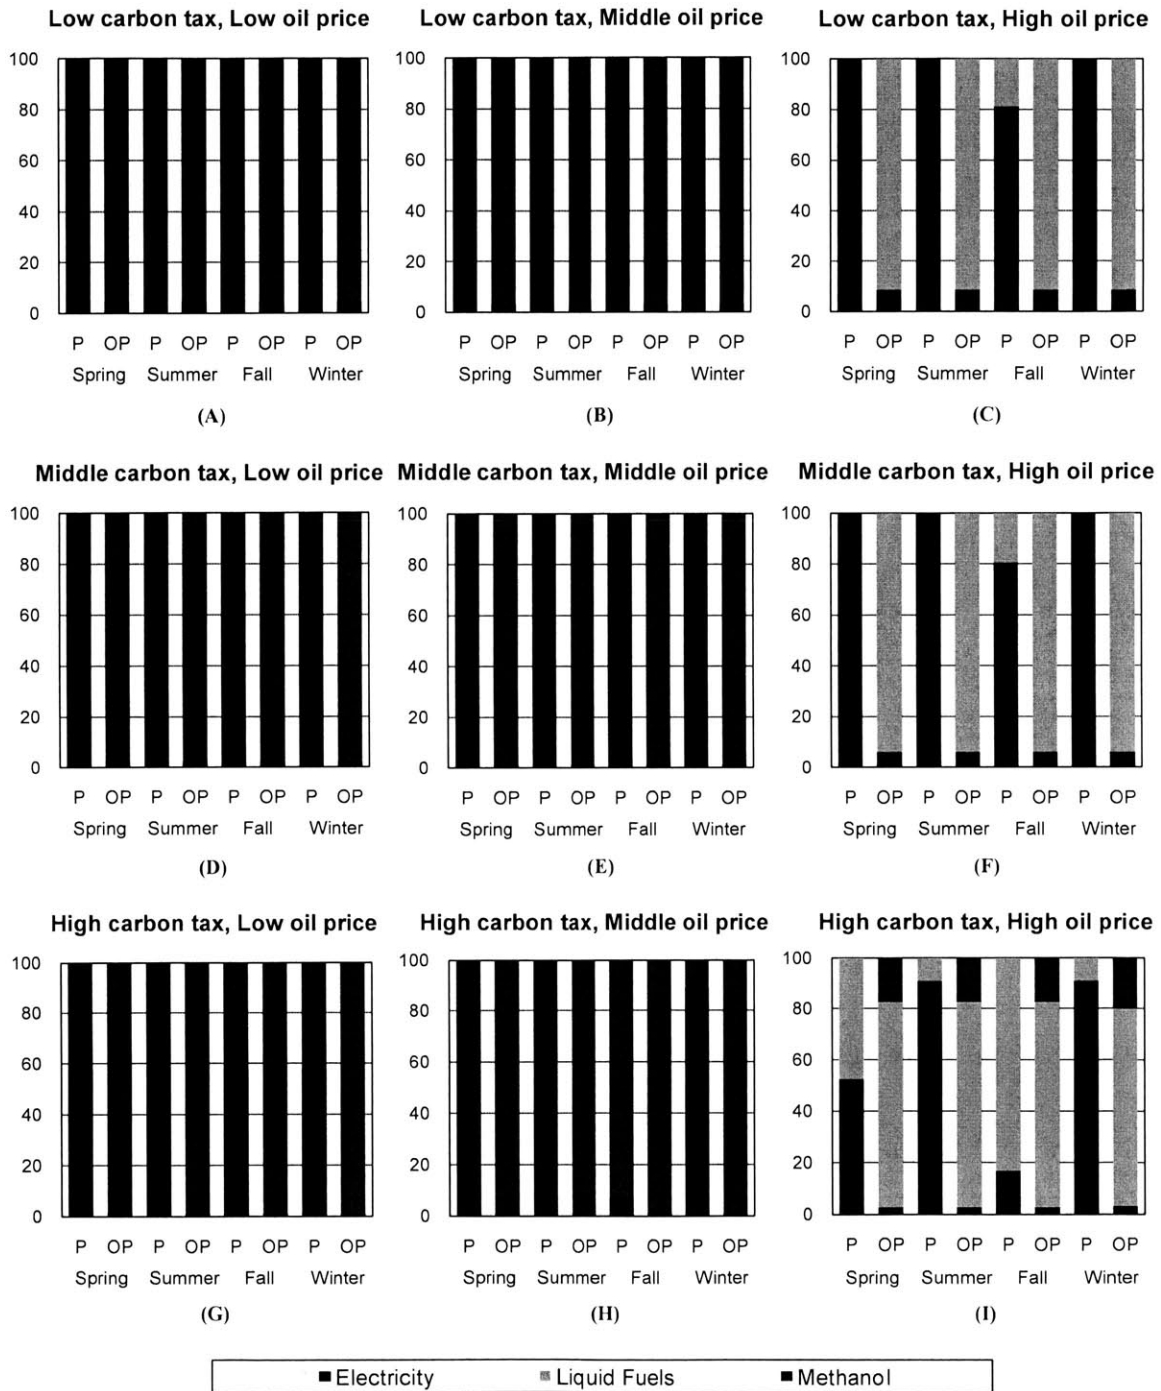 Low carbon tax, Low oil price
100
80
60
40
20
0
P OP P OP P OP P OP
Spring Summer Fall Winter
(A)
Low carbon tax, Middle oil price
100
80
60
40
20
0
P OP P OP P OP P OP
Spring Summer Fall Winter
(B)
Low carbon tax, High oil price
100
80
60
40
20
0
P OP P OP P OP P OP
Spring Summer Fall Winter
(C)
Middle carbon tax, Low oil price
100
80
60
40
20
0
P OP P OP P OP P OP
Spring Summer Fall Winter
(D)
Middle carbon tax, Middle oil price
100
80
60
40
20
0
P OP P OP P OP P OP
Spring Summer Fall Winter
(E)
Middle carbon tax, High oil price
100
80
60
40
20
0
P OP P OP P OP P OP
Spring Summer Fall Winter
(F)
High carbon tax, Low oil price
100
80
60
40
20
0
P OP P OP P OP P OP
Spring Summer Fall Winter
(G)
High carbon tax, Middle oil price
100
80
60
40
20
0
P OP P OP P OP P OP
Spring Summer Fall Winter
(H)
High carbon tax, High oil price
100
80
60
40
20
0
P OP P OP P OP P OP
Spring Summer Fall Winter
(I)
Electricity Liquid Fuels Methanol